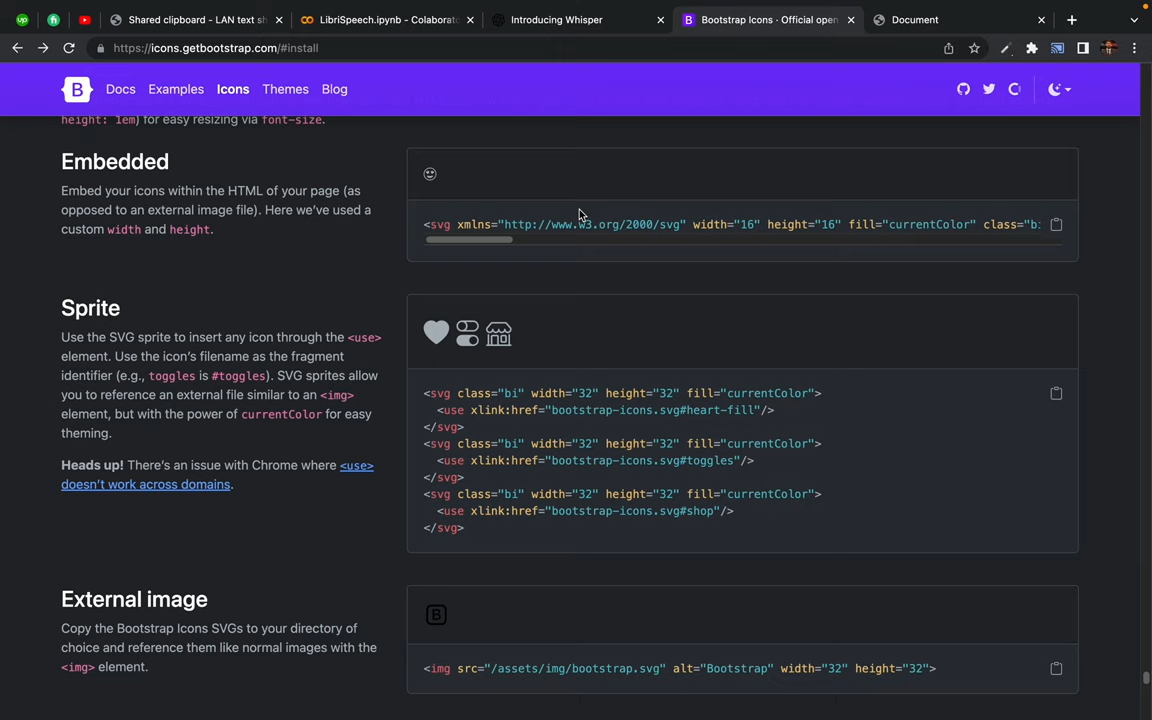 Shared clipboard - LAN text sh
LibriSpeech.ipynb - Colaborato
Introducing Whisper
Bootstrap Icons · Official open
Document
https://icons.getbootstrap.com/#install
B Docs Examples Icons Themes Blog
height: 1em) for easy resizing via font-size.
Embedded
Embed your icons within the HTML of your page (as
opposed to an external image file). Here we've used a
custom width and height.
<svg xmlns="http://www.w3.org/2000/svg" width="16" height="16" fill="currentColor" class="bi
Sprite
Use the SVG sprite to insert any icon through the <use>
element. Use the icon's filename as the fragment
identifier (e.g., toggles is #toggles). SVG sprites allow
you to reference an external file similar to an <img>
element, but with the power of currentColor for easy
theming.
Heads up! There's an issue with Chrome where <use>
doesn't work across domains.
<svg class="bi" width="32" height="32" fill="currentColor">
<use xlink:href="bootstrap-icons.svg#heart-fill"/>
</svg>
<svg class="bi" width="32" height="32" fill="currentColor">
<use xlink:href="bootstrap-icons.svg#toggles"/>
</svg>
<svg class="bi" width="32" height="32" fill="currentColor">
<use xlink:href="bootstrap-icons.svg#shop"/>
</svg>
External image
Copy the Bootstrap Icons SVGs to your directory of
choice and reference them like normal images with the
<img> element.
B
<img src="/assets/img/bootstrap.svg" alt="Bootstrap" width="32" height="32">